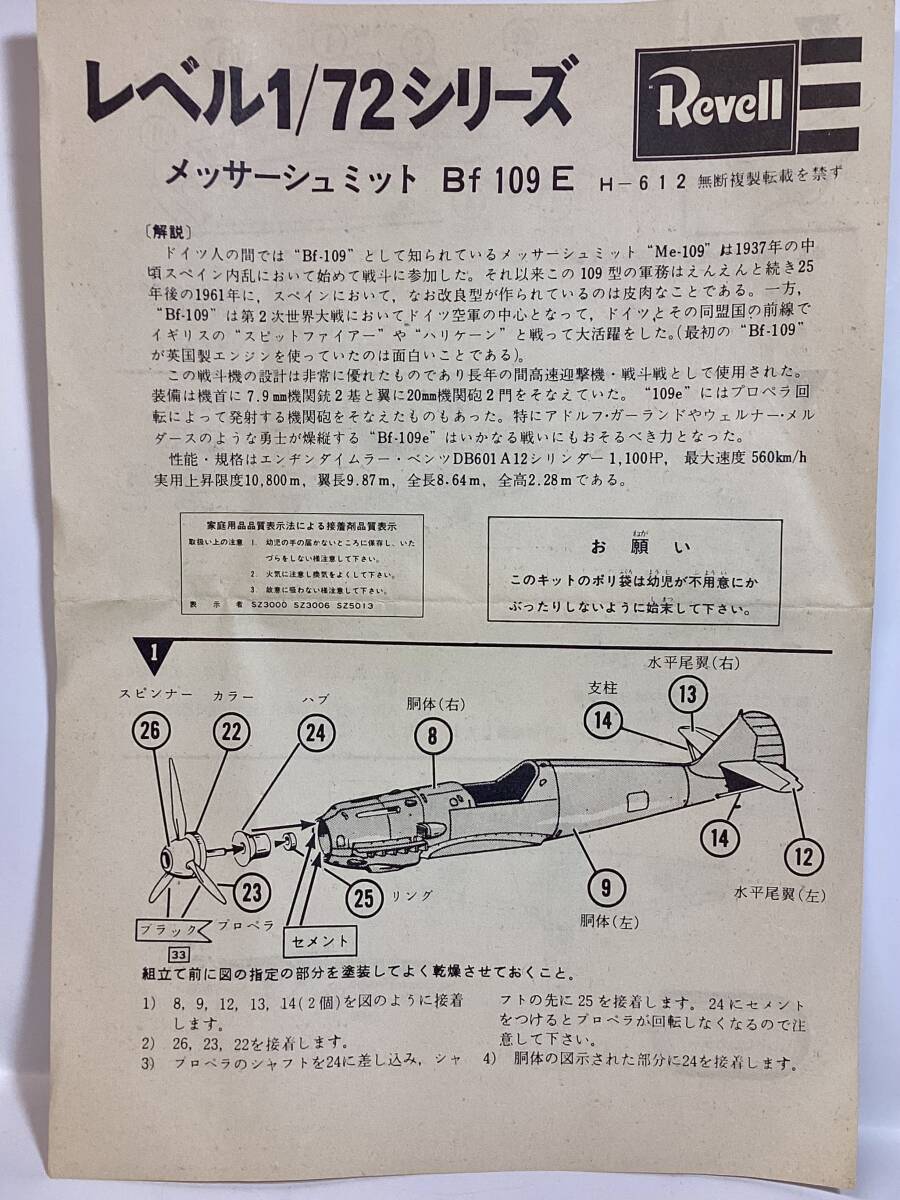 レベル1/72シリーズ
Revell
メッサーシュミット Bf 109 E H-612 無断複製転載を禁ず
〔解説〕
ドイツ人の間では“Bf-109”として知られているメッサーシュミット“Me-109”は1937年の中
頃スペイン内乱において始めて戦斗に参加した。それ以来この109型の軍務はえんえんと続き25
年後の1961年に，スペインにおいて，なお改良型が作られているのは皮肉なことである。一方，
“Bf-109”は第2次世界大戦においてドイツ空軍の中心となって，ドイツとその同盟国の前線で
イギリスの“スピットファイアー”や“ハリケーン”と戦って大活躍をした。(最初の“Bf-109”
が英国製エンジンを使っていたのは面白いことである)。
この戦斗機の設計は非常に優れたものであり長年の間高速迎撃機・戦斗戦として使用された。
装備は機首に7.9㎜機関銃2基と翼に20㎜機関砲2門をそなえていた。“109e”にはプロペラ回
転によって発射する機関砲をそなえたものもあった。特にアドルフ・ガーランドやウェルナー・メル
ダースのような勇士が燥縦する“Bf-109e”はいかなる戦いにもおそるべき力となった。
性能・規格はエンヂンダイムラー・ベンツDB601A12シリンダー1,100HP, 最大速度560km/h
実用上昇限度10,800m，翼長9.87m，全長8.64m，全高2.28mである。
家庭用品品質表示法による接着剤品質表示
取扱い上の注意 1. 幼児の手の届かないところに保存し、いた
づらをしない様注意して下さい。
2. 火気に注意し換気をよくして下さい。
3. 故意に吸わない様注意して下さい。
表示者 SZ3000 SZ3006 SZ5013
ねがい
お願い
ぶくろ ようじ ふようい
このキットのポリ袋は幼児が不用意にか
しまつ
ぶったりしないように始末して下さい。
1
スピンナー
カラー
ハブ
胴体(右)
支柱
水平尾翼(右)
26
22
24
8
14
13
23
25
リング
9
胴体(左)
14
12
水平尾翼(左)
ブラック
33
プロペラ
セメント
組立て前に図の指定の部分を塗装してよく乾燥させておくこと。
1) 8, 9, 12, 13, 14(2個)を図のように接着
します。
2) 26, 23, 22を接着します。
3) プロペラのシャフトを24に差し込み，シャ
フトの先に25を接着します。24にセメント
をつけるとプロペラが回転しなくなるので注
意して下さい。
4) 胴体の図示された部分に24を接着します。